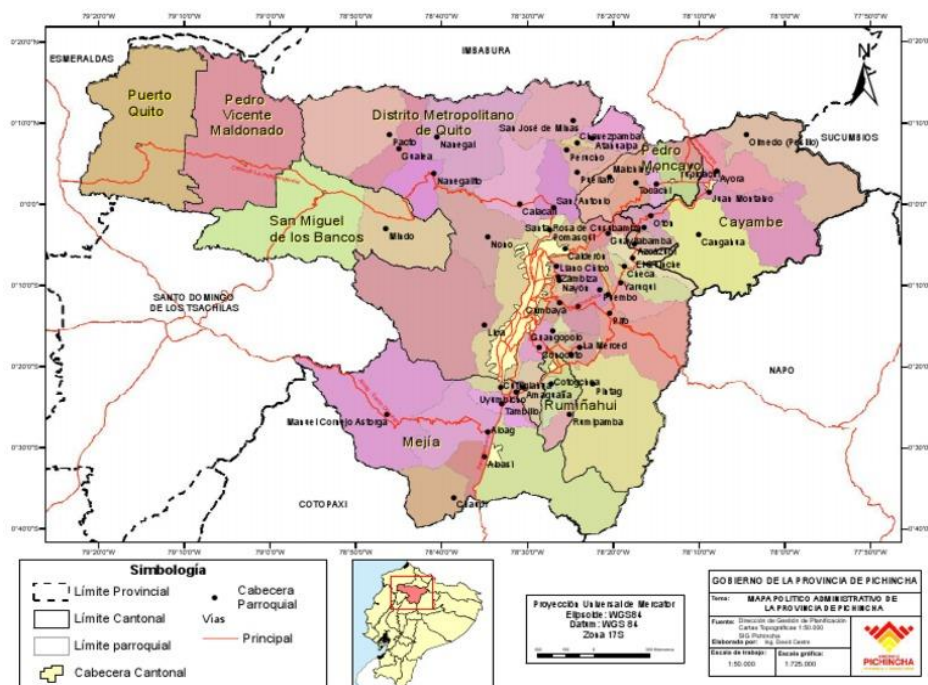 79°20'0"O
79°10'0"O
79°0'0"O
78°50'0"O
78°40'0"O
78°30'0"O
78°20'0"O
78°10'0"O
78°0'0"O
77°50'0"O
0°20'0"N
0°10'0"N
0°0'0"
0°10'0"S
0°20'0"S
0°30'0"S
0°40'0"S
N
IMBABURA
ESMERALDAS
SUCUMBIOS
Puerto
Quito
Pedro
Vicente
Maldonado
Distrito Metropolitano
de Quito
San José de Minas
Chavezpamba
Atahualpa
Perucho
Puéllaro
Pacto
Gualea
Nanegal
Nanegalito
Pedro
Moncayo
Malchinguí
Tocachi
Olmedo (Pesillo)
Ayora
Juan Montalvo
Cayambe
Cangahua
San Miguel
de los Bancos
Mindo
Calacalí
San Antonio
Nono
Santa Rosa de Cusubamba
Pomasqui
Calderón
Guayllabamba
Otón
Llano Chico
Zámbiza
Nayón
Checa
Yaruquí
Puembo
Cumbayá
Pifo
Lloa
Guangopolo
La Merced
Conocoto
SANTO DOMINGO
DE LOS TSACHILAS
NAPO
Cutuglahua
Cotogchoa
Uyumbicho
Amaguaña
Píntag
Tambillo
Rumiñahui
Rumipamba
Manuel Cornejo Astorga
Mejía
Aloag
Aloasí
COTOPAXI
Simbología
Límite Provincial
Límite Cantonal
Límite parroquial
Cabecera Cantonal
Cabecera
Parroquial
Vias
Principal
Proyección Universal de Mercator
Elipsoide: WGS84
Datum: WGS 84
Zona 17S
GOBIERNO DE LA PROVINCIA DE PICHINCHA
Tema: MAPA POLITICO ADMINISTRATIVO DE
LA PROVINCIA DE PICHINCHA
Fuente: Dirección de Gestión de Planificación
Cartas Topográficas 1:50 000
SIG Pichincha
Elaborado por: Ing. David Castro
Escala de trabajo:
1:50.000
Escala gráfica:
1:725.000
PICHINCHA